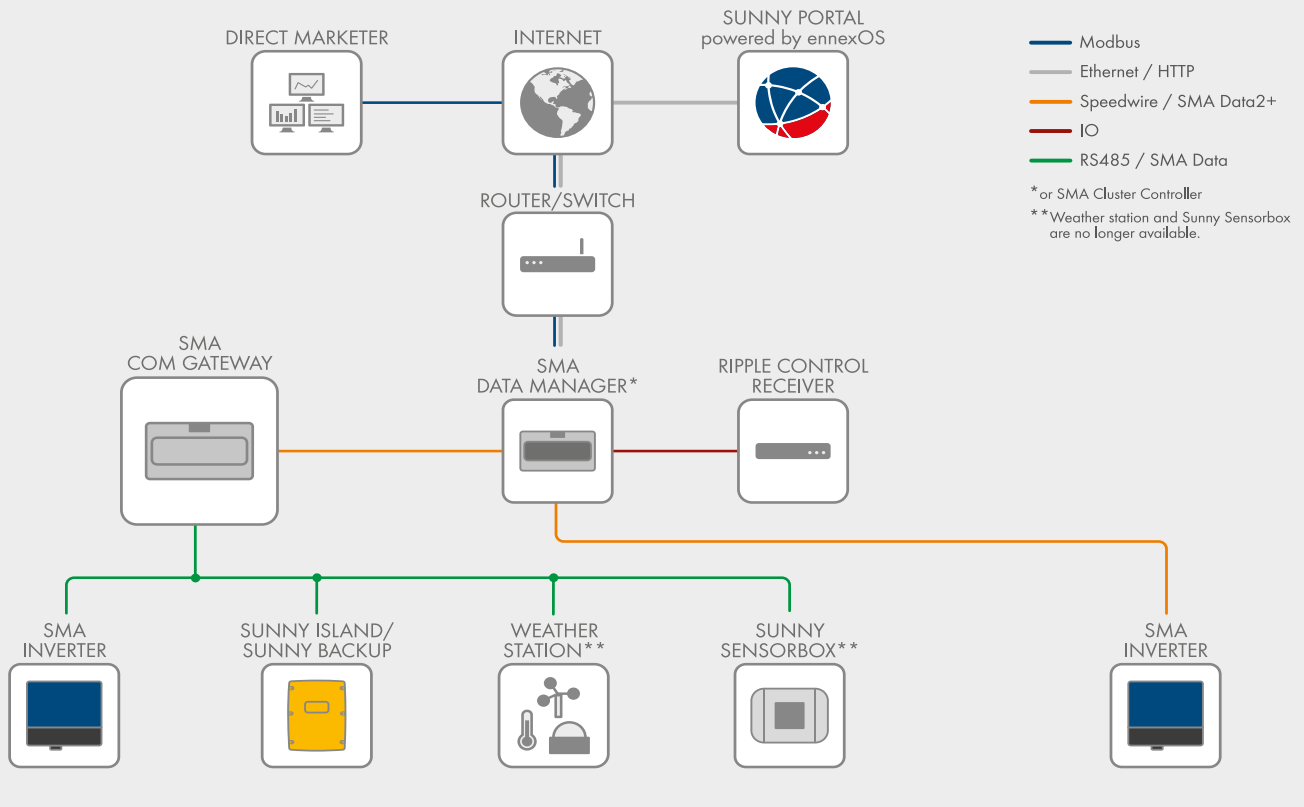 DIRECT MARKETER
INTERNET
SUNNY PORTAL
powered by ennexOS
Modbus
Ethernet / HTTP
Speedwire / SMA Data2+
IO
RS485 / SMA Data
*or SMA Cluster Controller
**Weather station and Sunny Sensorbox
are no longer available.
ROUTER/SWITCH
SMA
COM GATEWAY
SMA
DATA MANAGER*
RIPPLE CONTROL
RECEIVER
SMA
INVERTER
SUNNY ISLAND/
SUNNY BACKUP
WEATHER
STATION**
SUNNY
SENSORBOX**
SMA
INVERTER